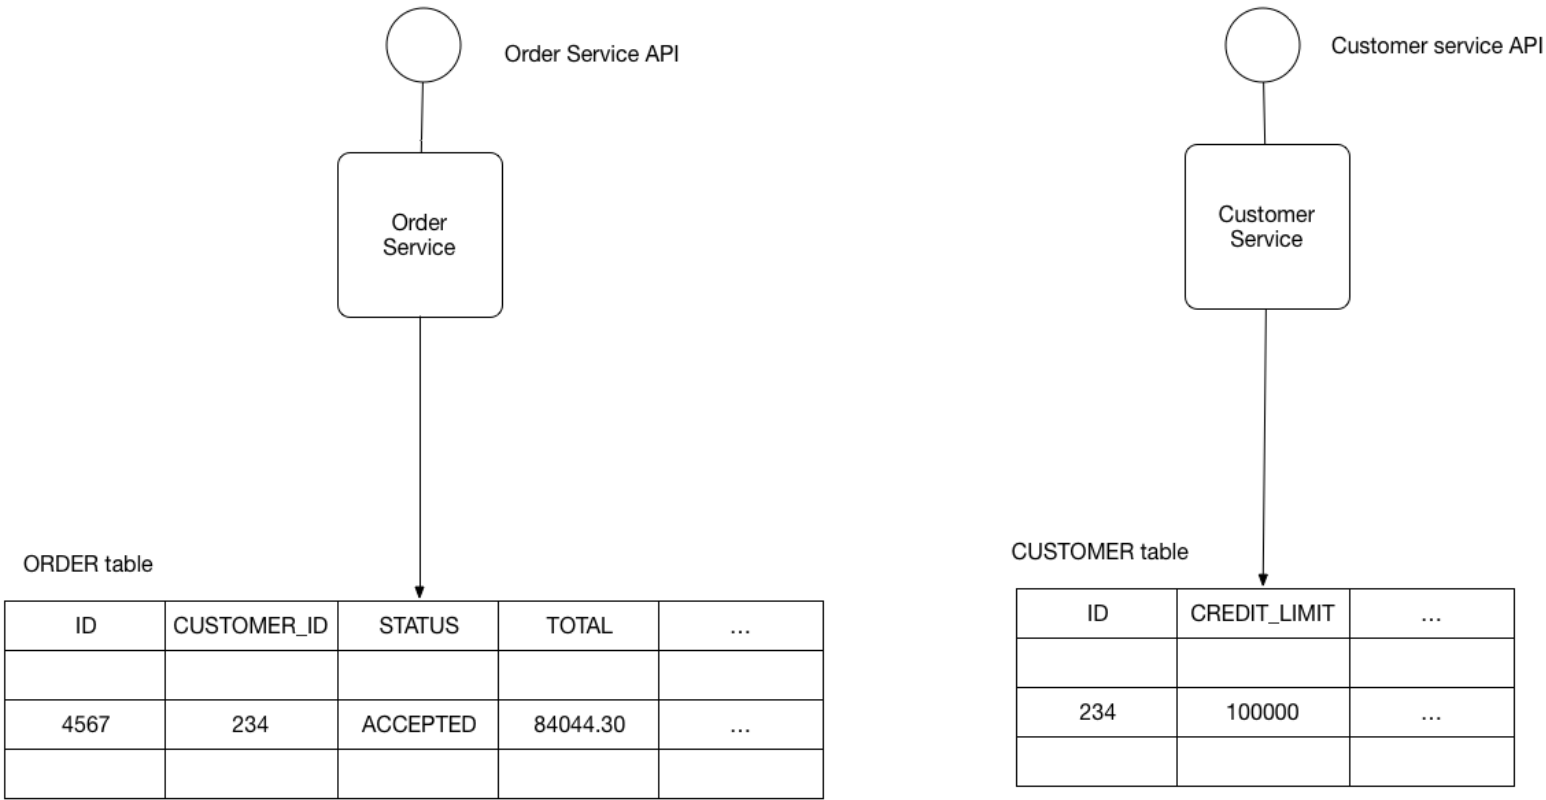 Order Service API
Customer service API
Order
Service
Customer
Service
ORDER table
ID CUSTOMER_ID STATUS TOTAL ...
4567 234 ACCEPTED 84044.30 ...
CUSTOMER table
ID CREDIT_LIMIT ...
234 100000 ...